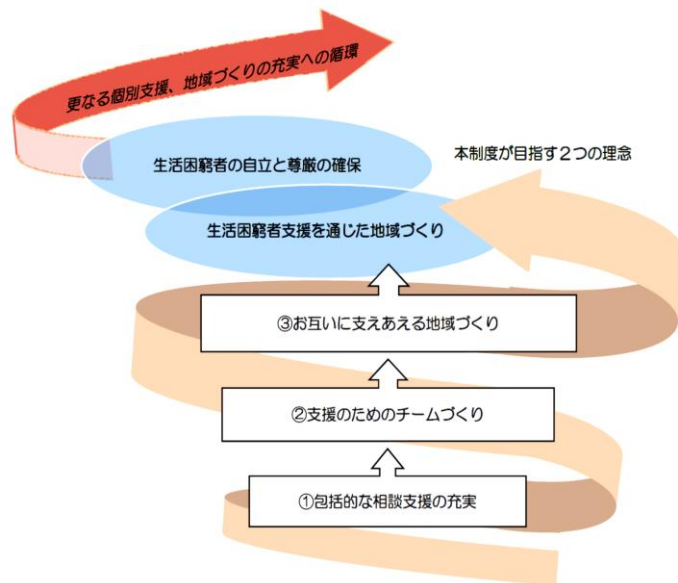 更なる個別支援、地域づくりの充実への循環
生活困窮者の自立と尊厳の確保
本制度が目指す２つの理念
生活困窮者支援を通じた地域づくり
③お互いに支えあえる地域づくり
②支援のためのチームづくり
①包括的な相談支援の充実